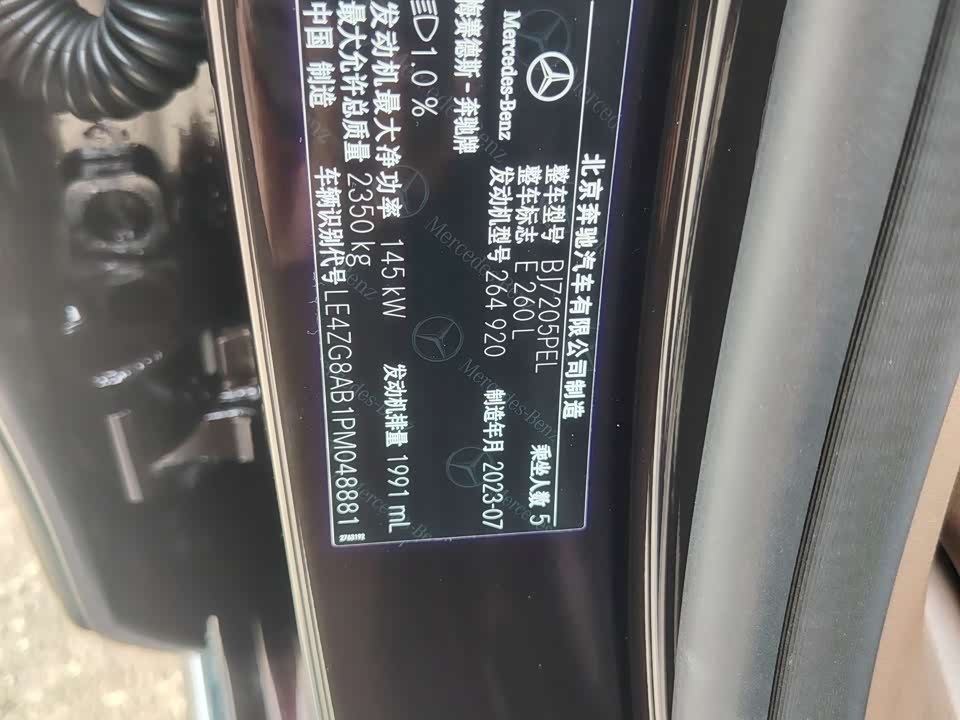 北京奔驰汽车有限公司制造
Mercedes-Benz
整车型号 BJ7205PEL 乘坐人数 5
整车标志 E 260 L
发动机型号 264 920 制造年月 2023-07
梅赛德斯-奔驰牌
1.0 %
发动机最大净功率 145 kW 发动机排量 1991 mL
最大允许总质量 2350 kg
中国 制造 车辆识别代号 LE4ZG8AB1PM048881